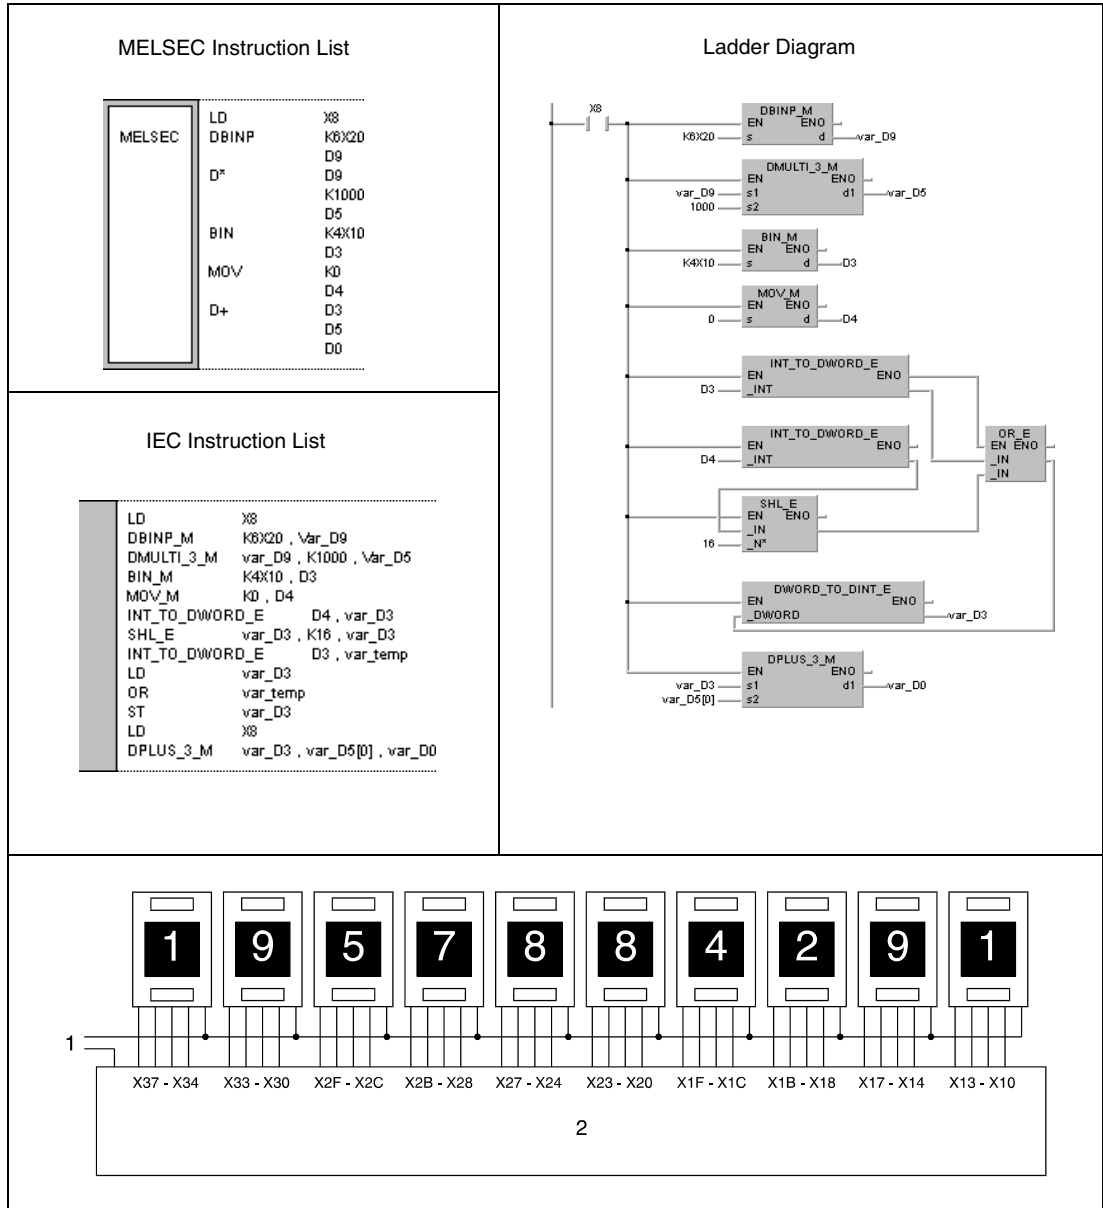 MELSEC Instruction List
MELSEC
LD X8
DBINP K6X20
D9
D* D9
K1000
D5
BIN K4X10
D3
MOV K0
D4
D+ D3
D5
D0
IEC Instruction List
LD X8
DBINP_M K6X20 , Var_D9
DMULTI_3_M var_D9 , K1000 , Var_D5
BIN_M K4X10 , D3
MOV_M K0 , D4
INT_TO_DWORD_E D4 , var_D3
SHL_E var_D3 , K16 , var_D3
INT_TO_DWORD_E D3 , var_temp
LD var_D3
OR var_temp
ST var_D3
LD X8
DPLUS_3_M var_D3 , var_D5[0] , var_D0
Ladder Diagram
X8
DBINP_M
EN ENO
K6X20 s d var_D9
DMULTI_3_M
EN ENO
var_D9 s1 d1 var_D5
1000 s2
BIN_M
EN ENO
K4X10 s d D3
MOV_M
EN ENO
0 s d D4
INT_TO_DWORD_E
EN ENO
D3 _INT
INT_TO_DWORD_E
EN ENO
D4 _INT
OR_E
EN ENO
_IN
_IN
SHL_E
EN ENO
_IN
16 _N*
DWORD_TO_DINT_E
EN ENO
_DWORD var_D3
DPLUS_3_M
EN ENO
var_D3 s1 d1 var_D0
var_D5[0] s2
1 9 5 7 8 8 4 2 9 1
1
X37 - X34 X33 - X30 X2F - X2C X2B - X28 X27 - X24 X23 - X20 X1F - X1C X1B - X18 X17 - X14 X13 - X10
2